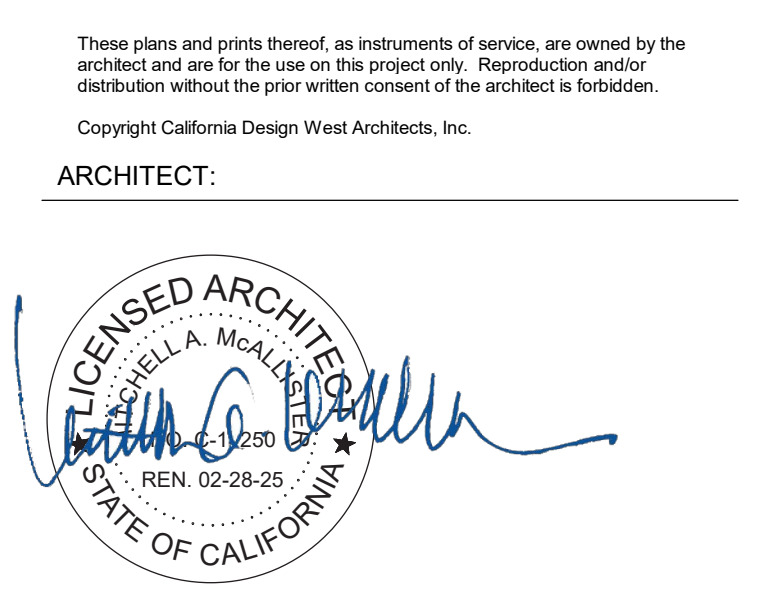 These plans and prints thereof, as instruments of service, are owned by the
architect and are for the use on this project only.  Reproduction and/or
distribution without the prior written consent of the architect is forbidden.
Copyright California Design West Architects, Inc.
ARCHITECT:
LICENSED ARCHITECT
A. McALLISTER
REN. 02-28-25
STATE OF CALIFORNIA